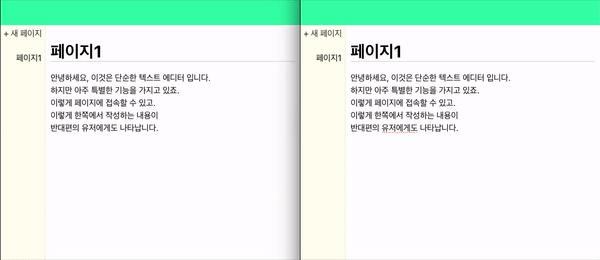 + 새 페이지
페이지1
페이지1
안녕하세요, 이것은 단순한 텍스트 에디터 입니다.
하지만 아주 특별한 기능을 가지고 있죠.
이렇게 페이지에 접속할 수 있고.
이렇게 한쪽에서 작성하는 내용이
반대편의 유저에게도 나타납니다.
+ 새 페이지
페이지1
페이지1
안녕하세요, 이것은 단순한 텍스트 에디터 입니다.
하지만 아주 특별한 기능을 가지고 있죠.
이렇게 페이지에 접속할 수 있고.
이렇게 한쪽에서 작성하는 내용이
반대편의 유저에게도 나타납니다.